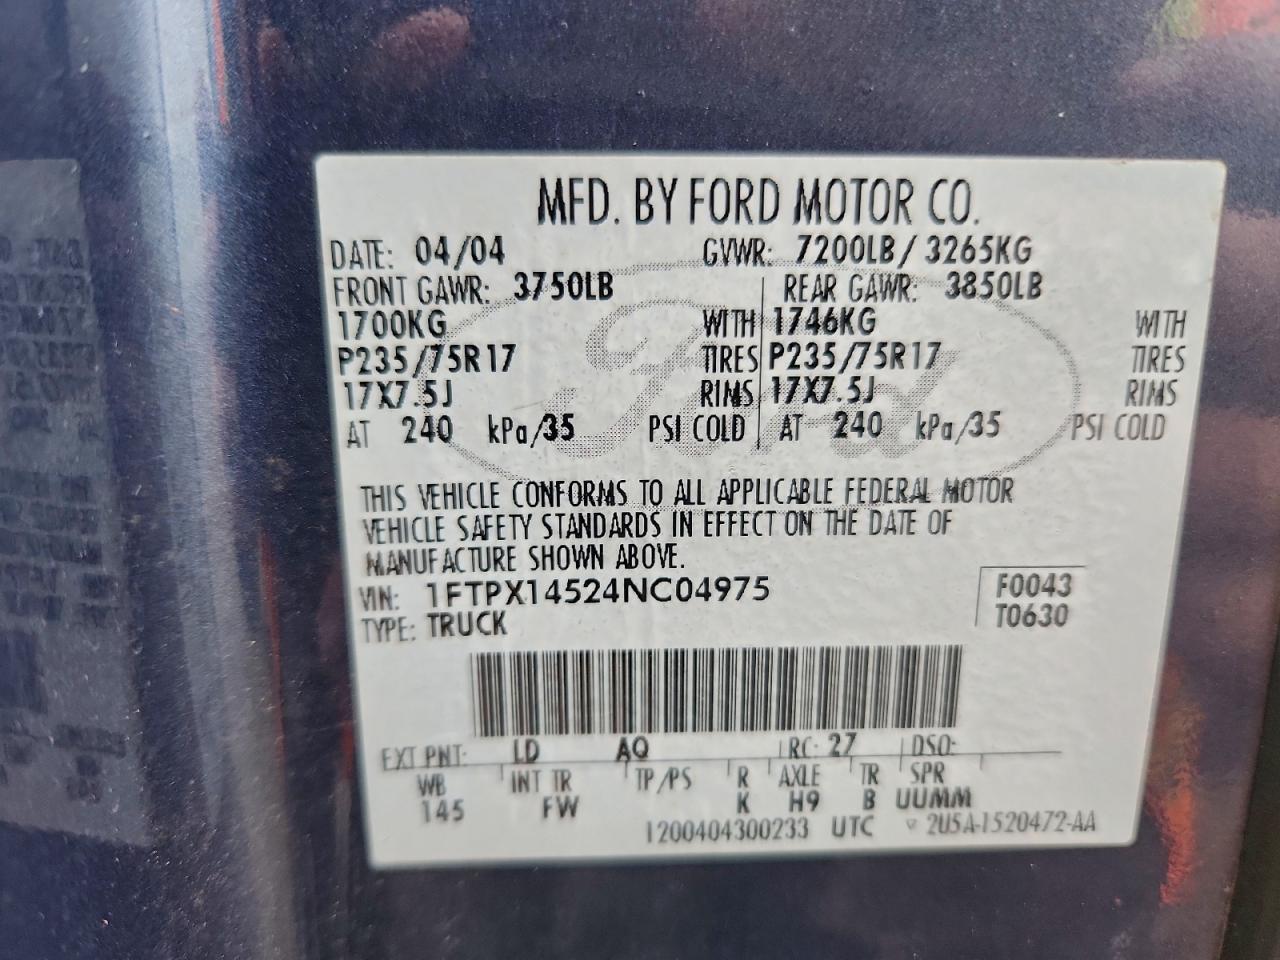 MFD. BY FORD MOTOR CO.
DATE: 04/04 GVWR: 7200LB/ 3265KG
FRONT GAWR: 3750LB REAR GAWR: 3850LB
1700KG WITH 1746KG WITH
P235/75R17 TIRES P235/75R17 TIRES
17X7.5J RIMS 17X7.5J RIMS
AT 240 kPa/35 PSI COLD AT 240 kPa/35 PSI COLD
Ford
THIS VEHICLE CONFORMS TO ALL APPLICABLE FEDERAL MOTOR
VEHICLE SAFETY STANDARDS IN EFFECT ON THE DATE OF
MANUFACTURE SHOWN ABOVE.
VIN: 1FTPX14524NC04975 F0043
TYPE: TRUCK T0630
EXT PNT: LD AQ RC: 27 DSO:
WB INT TR TP/PS R AXLE TR SPR
145 FW K H9 B UUMM
1200404300233 UTC 2U5A-1520472-AA